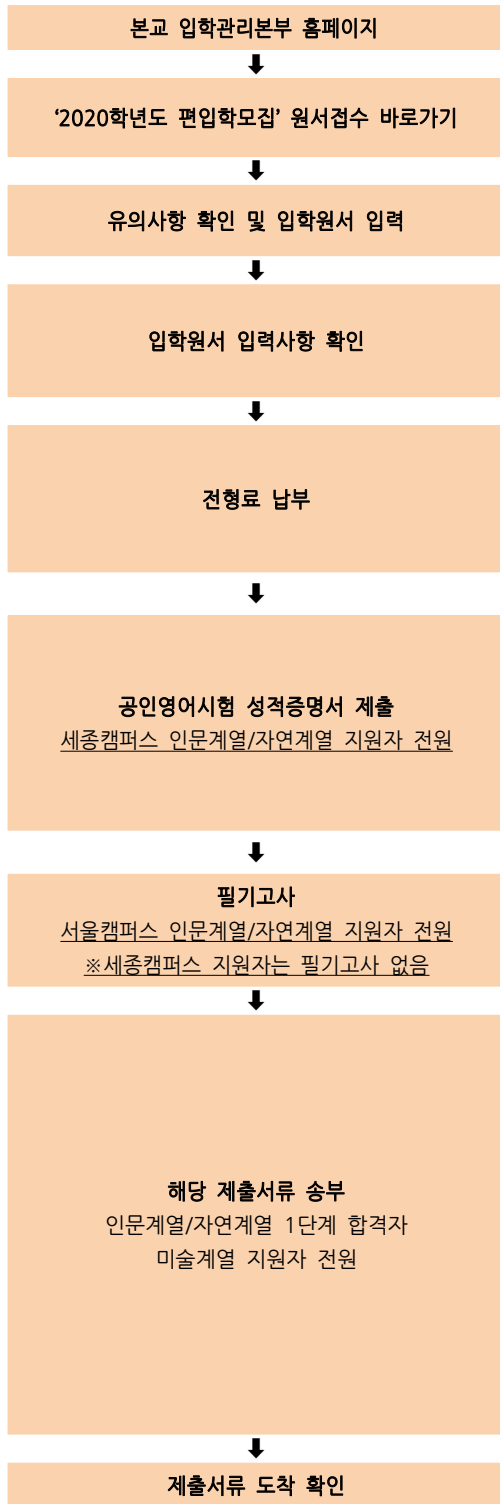 본교 입학관리본부 홈페이지
‘2020학년도 편입학모집’ 원서접수 바로가기
유의사항 확인 및 입학원서 입력
입학원서 입력사항 확인
전형료 납부
공인영어시험 성적증명서 제출
세종캠퍼스 인문계열/자연계열 지원자 전원
필기고사
서울캠퍼스 인문계열/자연계열 지원자 전원
※세종캠퍼스 지원자는 필기고사 없음
해당 제출서류 송부
인문계열/자연계열 1단계 합격자
미술계열 지원자 전원
제출서류 도착 확인